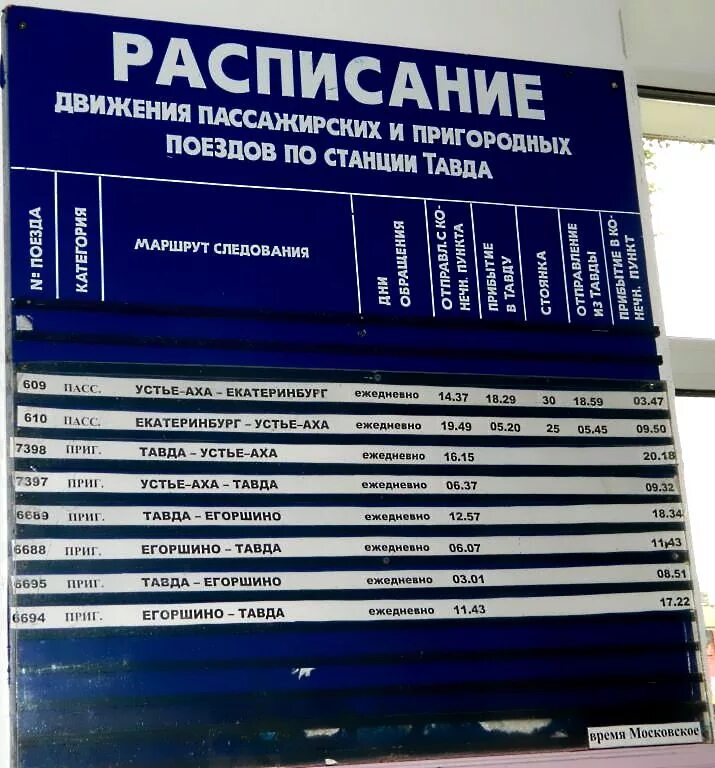 РАСПИСАНИЕ
ДВИЖЕНИЯ ПАССАЖИРСКИХ И ПРИГОРОДНЫХ
ПОЕЗДОВ ПО СТАНЦИИ ТАВДА
№ ПОЕЗДА
КАТЕГОРИЯ
МАРШРУТ СЛЕДОВАНИЯ
ДНИ
ОБРАЩЕНИЯ
ОТПРАВЛ. С КО-
НЕЧН. ПУНКТА
ПРИБЫТИЕ
В ТАВДУ
СТОЯНКА
ОТПРАВЛЕНИЕ
ИЗ ТАВДЫ
ПРИБЫТИЕ В КО-
НЕЧН. ПУНКТ
609 ПАСС. УСТЬЕ-АХА – ЕКАТЕРИНБУРГ ежедневно 14.37 18.29 30 18.59 03.47
610 ПАСС. ЕКАТЕРИНБУРГ - УСТЬЕ-АХА ежедневно 19.49 05.20 25 05.45 09.50
7398 ПРИГ. ТАВДА – УСТЬЕ-АХА ежедневно 16.15 20.18
7397 ПРИГ. УСТЬЕ-АХА – ТАВДА ежедневно 06.37 09.32
6689 ПРИГ. ТАВДА – ЕГОРШИНО ежедневно 12.57 18.34
6688 ПРИГ. ЕГОРШИНО – ТАВДА ежедневно 06.07 11.43
6695 ПРИГ. ТАВДА – ЕГОРШИНО ежедневно 03.01 08.51
6694 ПРИГ. ЕГОРШИНО – ТАВДА ежедневно 11.43 17.22
время Московское